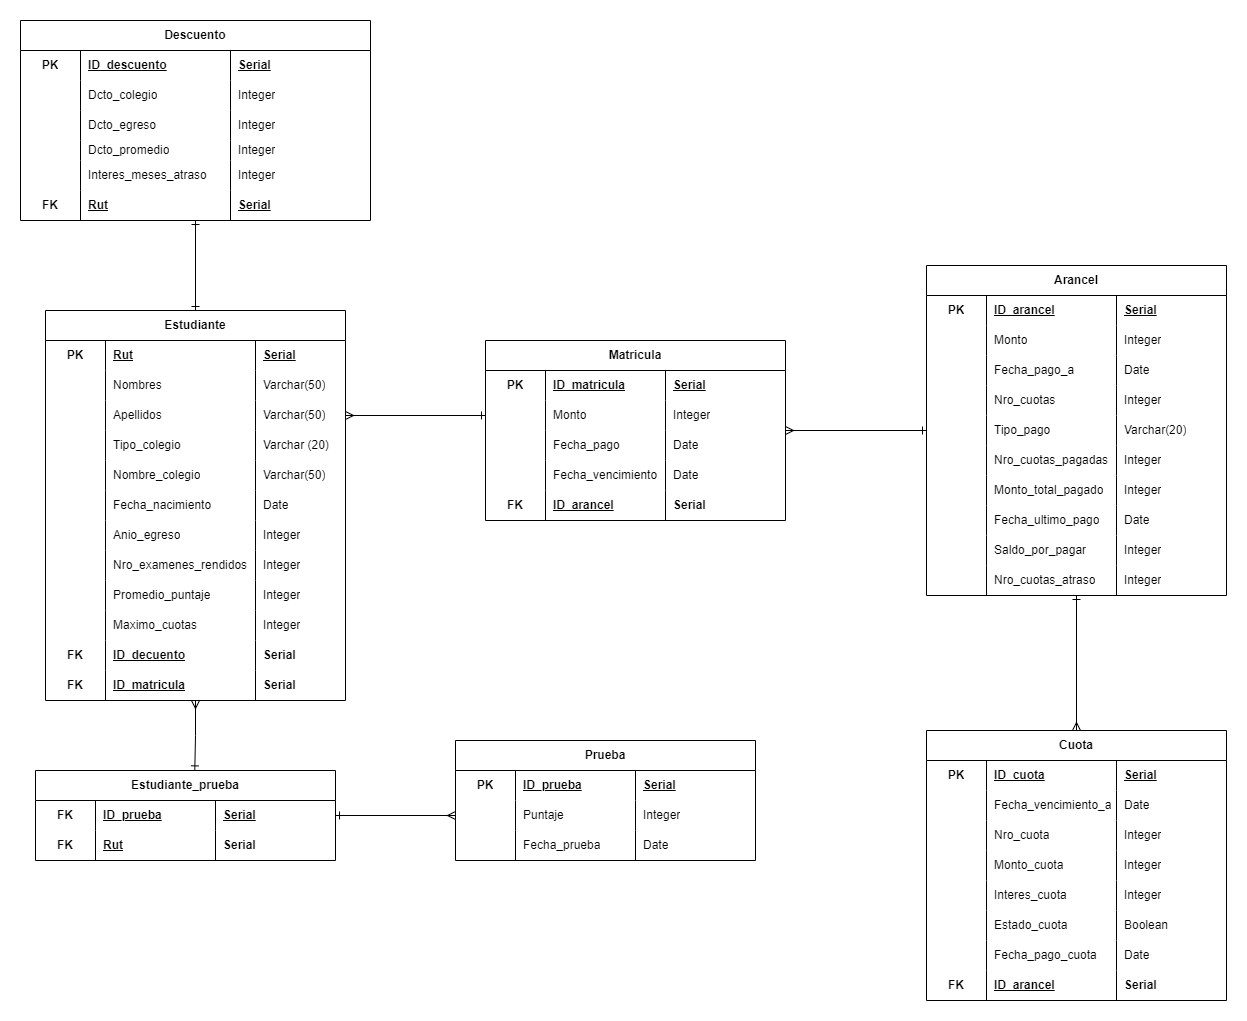 Descuento
PK ID_descuento Serial
Dcto_colegio Integer
Dcto_egreso Integer
Dcto_promedio Integer
Interes_meses_atraso Integer
FK Rut Serial
Estudiante
PK Rut Serial
Nombres Varchar(50)
Apellidos Varchar(50)
Tipo_colegio Varchar (20)
Nombre_colegio Varchar(50)
Fecha_nacimiento Date
Anio_egreso Integer
Nro_examenes_rendidos Integer
Promedio_puntaje Integer
Maximo_cuotas Integer
FK ID_decuento Serial
FK ID_matricula Serial
Matricula
PK ID_matricula Serial
Monto Integer
Fecha_pago Date
Fecha_vencimiento Date
FK ID_arancel Serial
Arancel
PK ID_arancel Serial
Monto Integer
Fecha_pago_a Date
Nro_cuotas Integer
Tipo_pago Varchar(20)
Nro_cuotas_pagadas Integer
Monto_total_pagado Integer
Fecha_ultimo_pago Date
Saldo_por_pagar Integer
Nro_cuotas_atraso Integer
Estudiante_prueba
FK ID_prueba Serial
FK Rut Serial
Prueba
PK ID_prueba Serial
Puntaje Integer
Fecha_prueba Date
Cuota
PK ID_cuota Serial
Fecha_vencimiento_a Date
Nro_cuota Integer
Monto_cuota Integer
Interes_cuota Integer
Estado_cuota Boolean
Fecha_pago_cuota Date
FK ID_arancel Serial